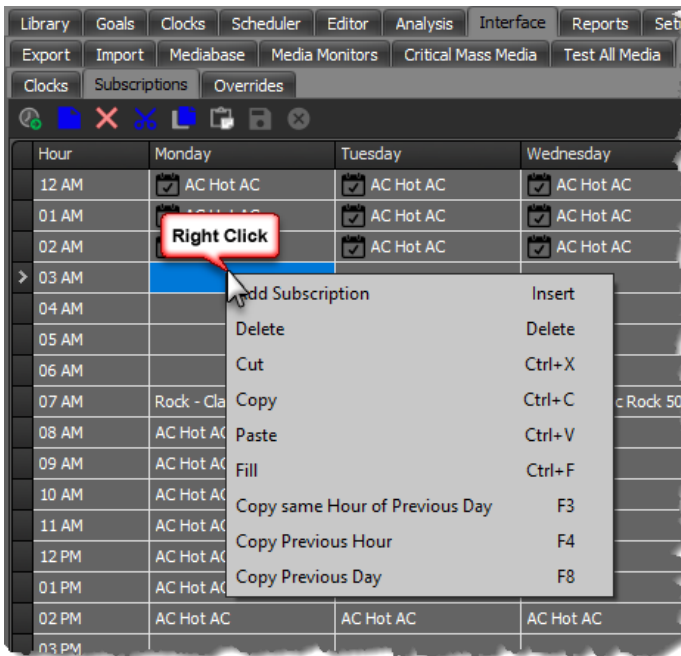 Library Goals Clocks Scheduler Editor Analysis Interface Reports
Export Import Mediabase Media Monitors Critical Mass Media Test All Media
Clocks Subscriptions Overrides
Hour Monday Tuesday Wednesday
12 AM AC Hot AC AC Hot AC AC Hot AC
01 AM AC Hot AC AC Hot AC
02 AM AC Hot AC AC Hot AC
Right Click
03 AM
Add Subscription Insert
04 AM
Delete Delete
05 AM
Cut Ctrl+X
06 AM
07 AM Rock - Cla Copy Ctrl+C c Rock 50
08 AM AC Hot AC
Paste Ctrl+V
09 AM AC Hot AC
Fill Ctrl+F
10 AM AC Hot AC
Copy same Hour of Previous Day F3
11 AM AC Hot AC
Copy Previous Hour F4
12 PM AC Hot AC
01 PM AC Hot AC
Copy Previous Day F8
02 PM AC Hot AC AC Hot AC AC Hot AC
03 PM